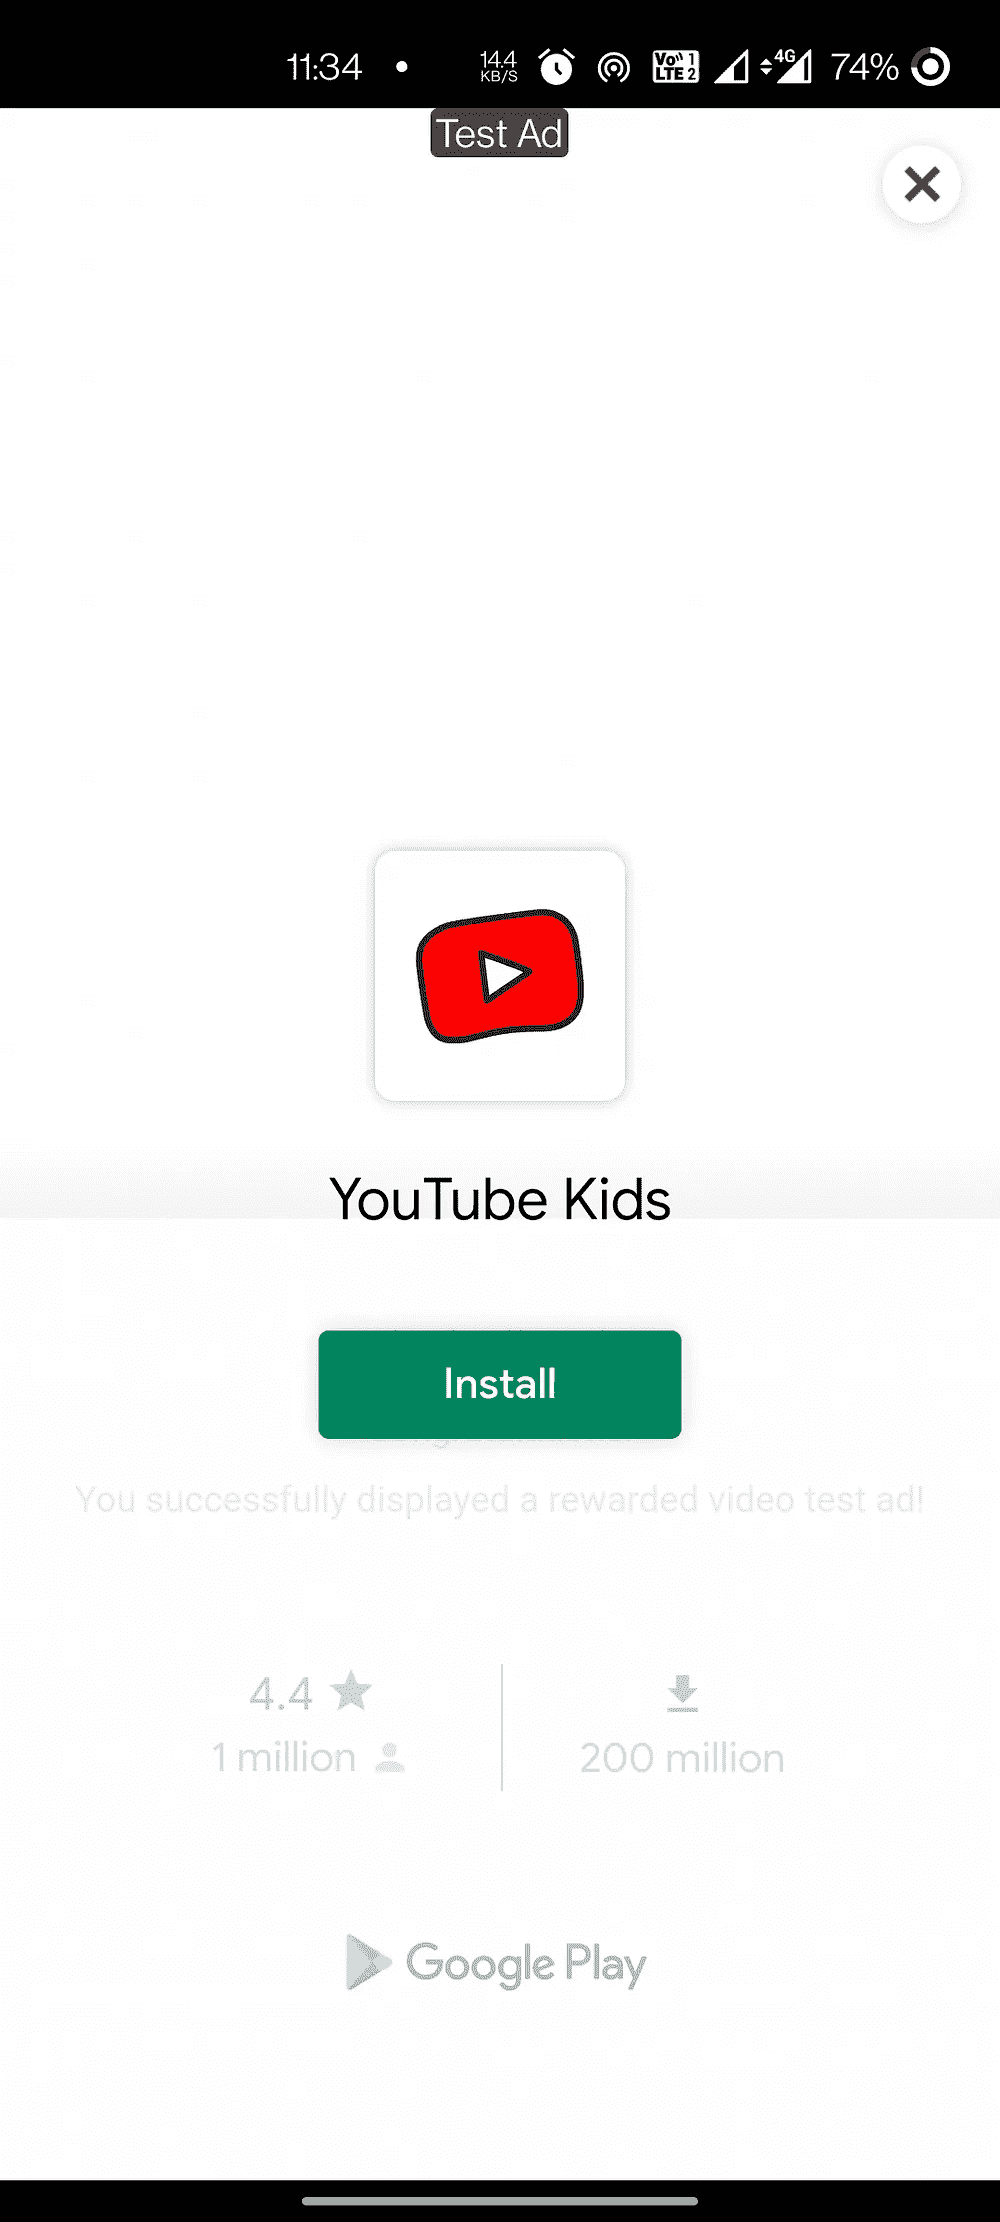 11:34
14.4
KB/S
Vo)) 1
LTE 2
4G
74%
Test Ad
YouTube Kids
Install
You successfully displayed a rewarded video test ad!
4.4
1 million
200 million
Google Play